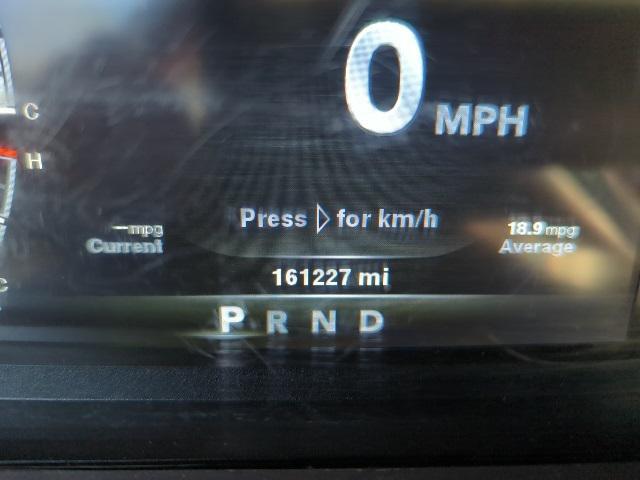 0 MPH
C
H
Press ▷ for km/h
—mpg
Current
18.9 mpg
Average
161227 mi
C
P R N D